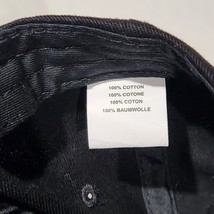 100% COTTON
100% COTONE
100% COTON
100% BAUMWOLLE